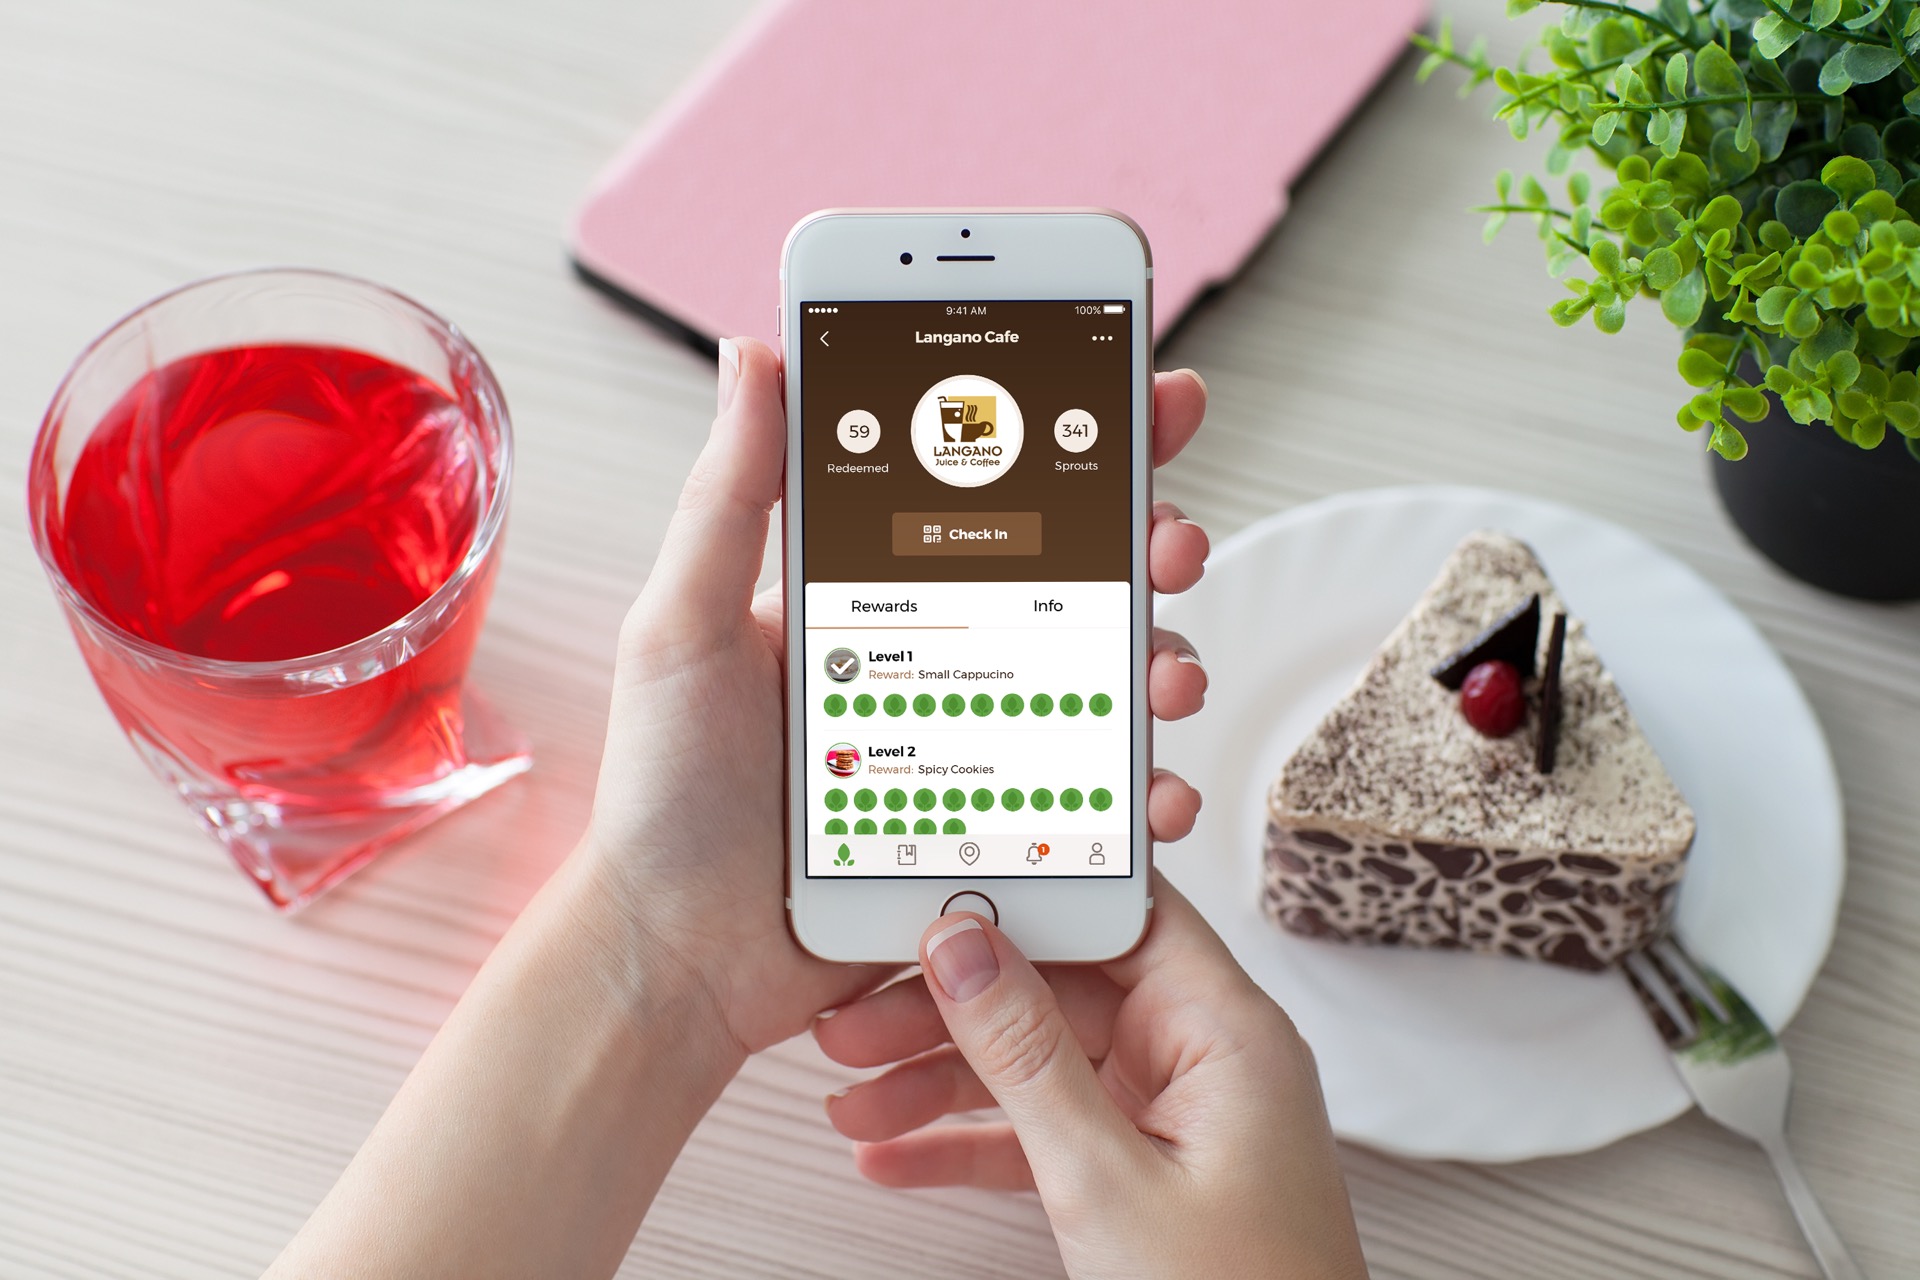 9:41 AM
100%
Langano Cafe
59
Redeemed
LANGANO
Juice & Coffee
341
Sprouts
Check In
Rewards
Info
Level 1
Reward: Small Cappucino
Level 2
Reward: Spicy Cookies
1